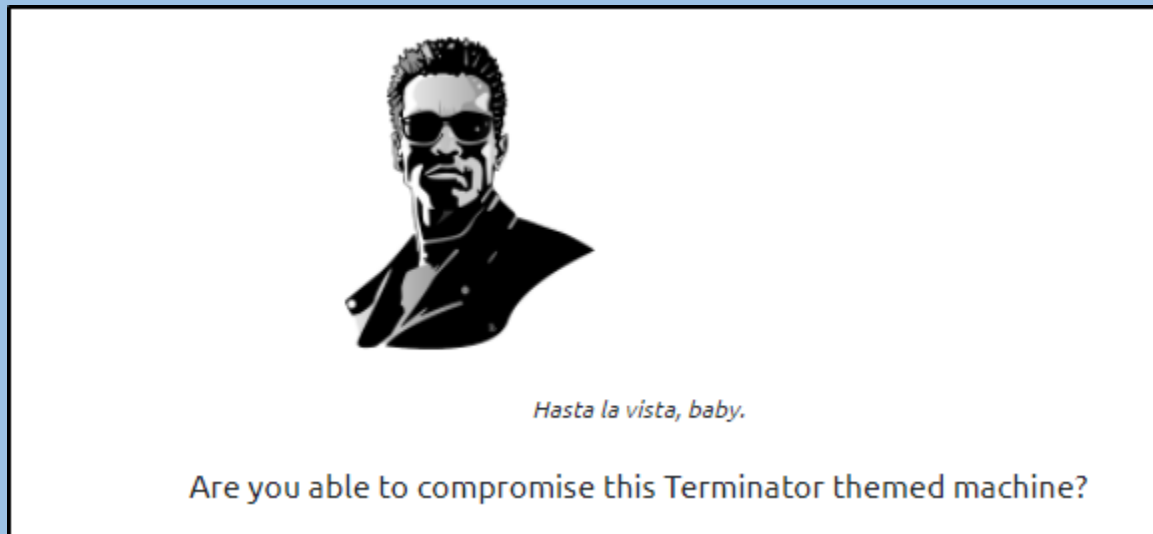 Hasta la vista, baby.
Are you able to compromise this Terminator themed machine?